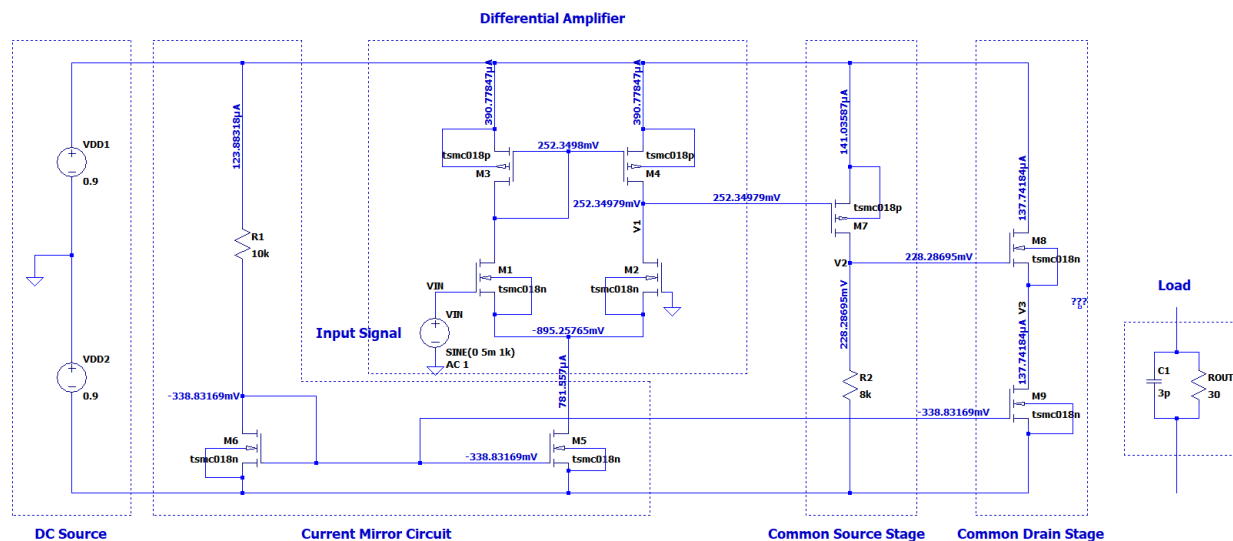 Differential Amplifier
VDD1
0.9
VDD2
0.9
DC Source
123.88318µA
R1
10k
-338.83169mV
M6
tsmc018n
-338.83169mV
M5
tsmc018n
781.557µA
Current Mirror Circuit
390.77847µA
390.77847µA
tsmc018p
M3
252.3498mV
tsmc018p
M4
252.34979mV
V1
252.34979mV
M1
tsmc018n
M2
tsmc018n
VIN
VIN
SINE(0 5m 1k)
AC 1
Input Signal
-895.25765mV
141.03587µA
tsmc018p
M7
V2
228.28695mV
228.28695mV
R2
8k
Common Source Stage
137.74184µA
M8
tsmc018n
V3
???
137.74184µA
-338.83169mV
M9
tsmc018n
Common Drain Stage
Load
C1
3p
ROUT
30